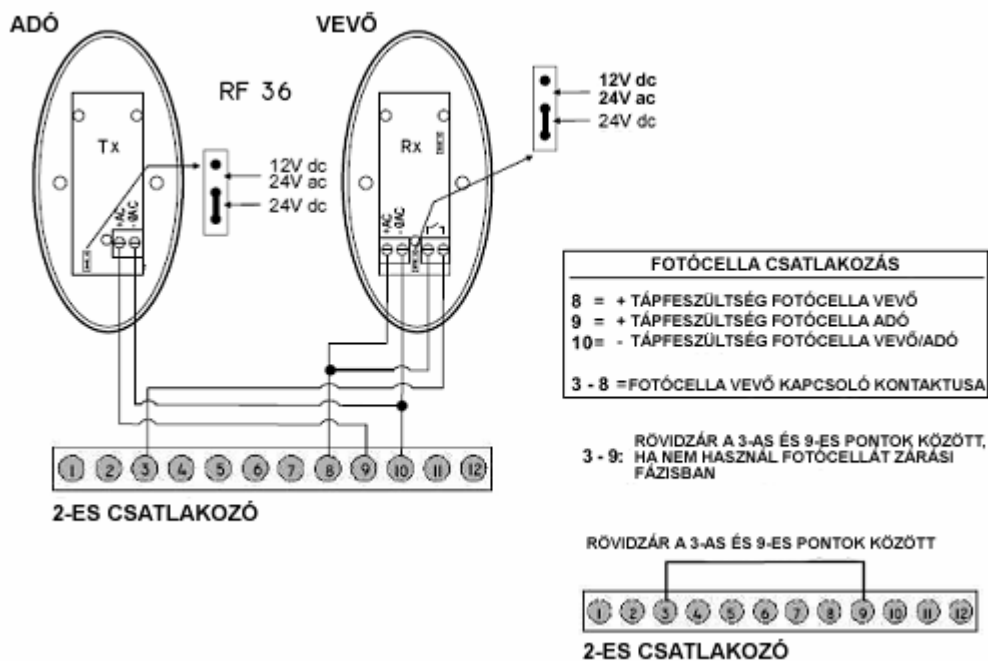 ADÓ
VEVŐ
RF 36
Tx
+AC
- 0AC
12V dc
24V ac
24V dc
Rx
+AC
- 0AC
12V dc
24V ac
24V dc
1 2 3 4 5 6 7 8 9 10 11 12
2-ES CSATLAKOZÓ
FOTÓCELLA CSATLAKOZÁS
8 = + TÁPFESZÜLTSÉG FOTÓCELLA VEVŐ
9 = + TÁPFESZÜLTSÉG FOTÓCELLA ADÓ
10= - TÁPFESZÜLTSÉG FOTÓCELLA VEVŐ/ADÓ
3 - 8 =FOTÓCELLA VEVŐ KAPCSOLÓ KONTAKTUSA
3 - 9: RÖVIDZÁR A 3-AS ÉS 9-ES PONTOK KÖZÖTT,
HA NEM HASZNÁL FOTÓCELLÁT ZÁRÁSI
FÁZISBAN
RÖVIDZÁR A 3-AS ÉS 9-ES PONTOK KÖZÖTT
1 2 3 4 5 6 7 8 9 10 11 12
2-ES CSATLAKOZÓ